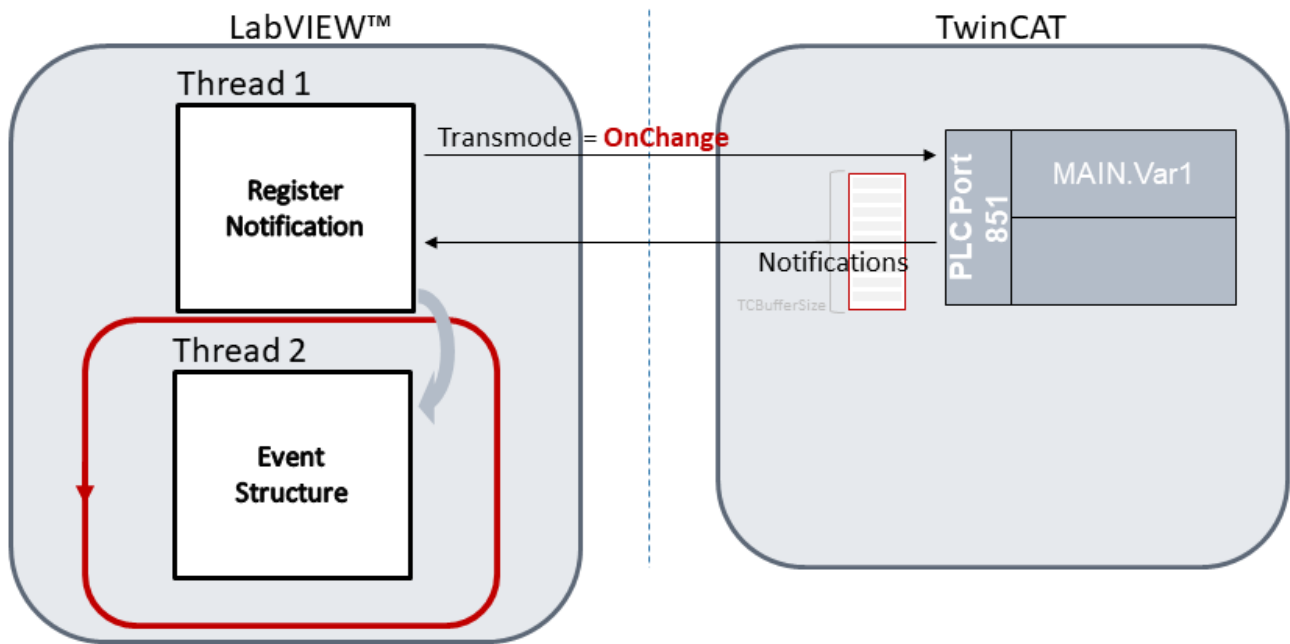 LabVIEW™
TwinCAT
Thread 1
Register
Notification
Transmode = OnChange
PLC Port
851
MAIN.Var1
Notifications
TCBufferSize
Thread 2
Event
Structure